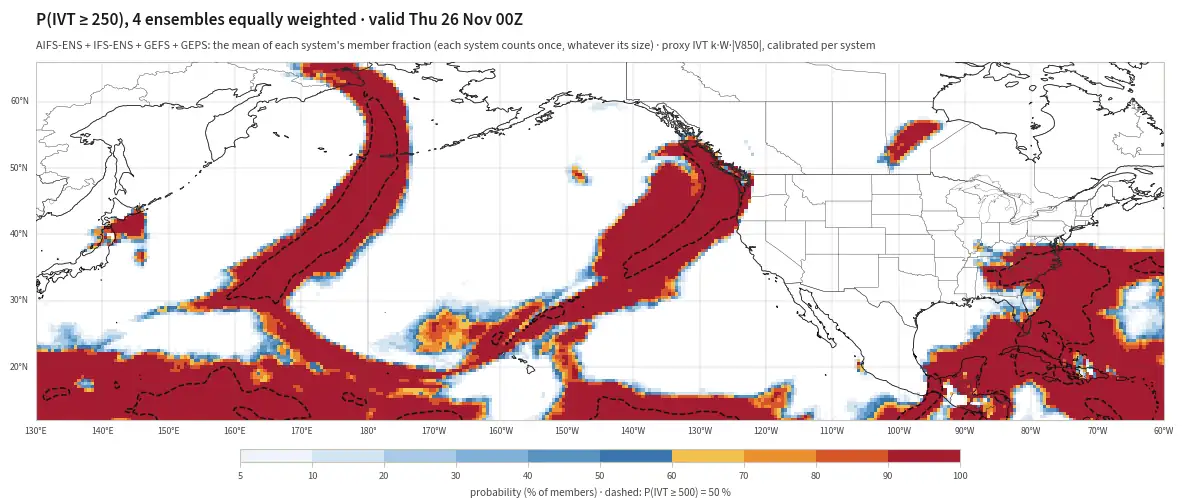 P(IVT ≥ 250), 4 ensembles equally weighted · valid Thu 26 Nov 00Z
AIFS-ENS + IFS-ENS + GEFS + GEPS: the mean of each system's member fraction (each system counts once, whatever its size) · proxy IVT k·W·|V850|, calibrated per system
60°N
50°N
40°N
30°N
20°N
130°E 140°E 150°E 160°E 170°E 180° 170°W 160°W 150°W 140°W 130°W 120°W 110°W 100°W 90°W 80°W 70°W 60°W
5 10 20 30 40 50 60 70 80 90 100
probability (% of members) · dashed: P(IVT ≥ 500) = 50 %